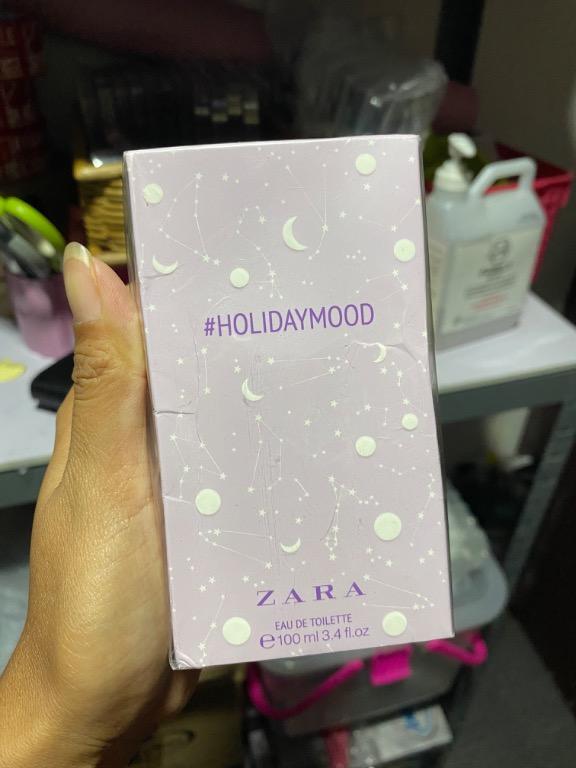 #HOLIDAYMOOD
ZARA
EAU DE TOILETTE
℮100 ml 3.4 fl.oz